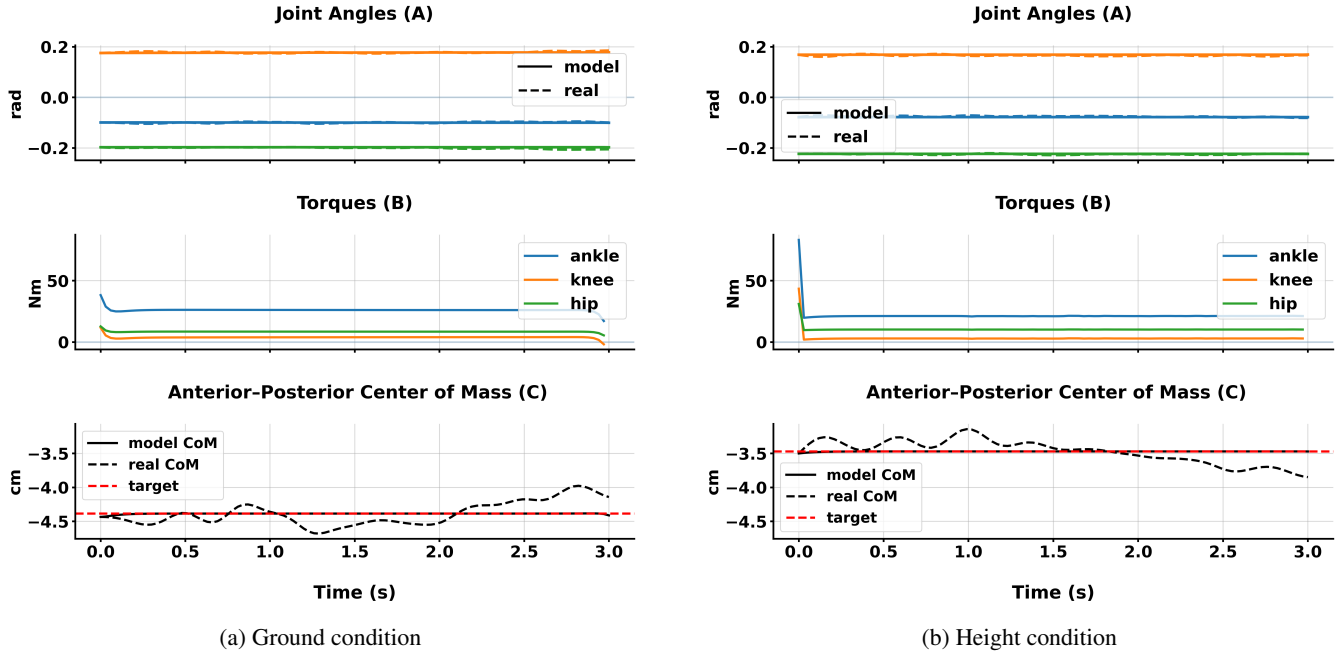 Joint Angles (A)
0.2
0.0
−0.2
rad
model
real
Torques (B)
50
0
Nm
ankle
knee
hip
Anterior–Posterior Center of Mass (C)
−3.5
−4.0
−4.5
cm
model CoM
real CoM
target
0.0 0.5 1.0 1.5 2.0 2.5 3.0
Time (s)
(a) Ground condition
Joint Angles (A)
0.2
0.0
−0.2
rad
model
real
Torques (B)
50
0
Nm
ankle
knee
hip
Anterior–Posterior Center of Mass (C)
−3.5
−4.0
−4.5
cm
model CoM
real CoM
target
0.0 0.5 1.0 1.5 2.0 2.5 3.0
Time (s)
(b) Height condition